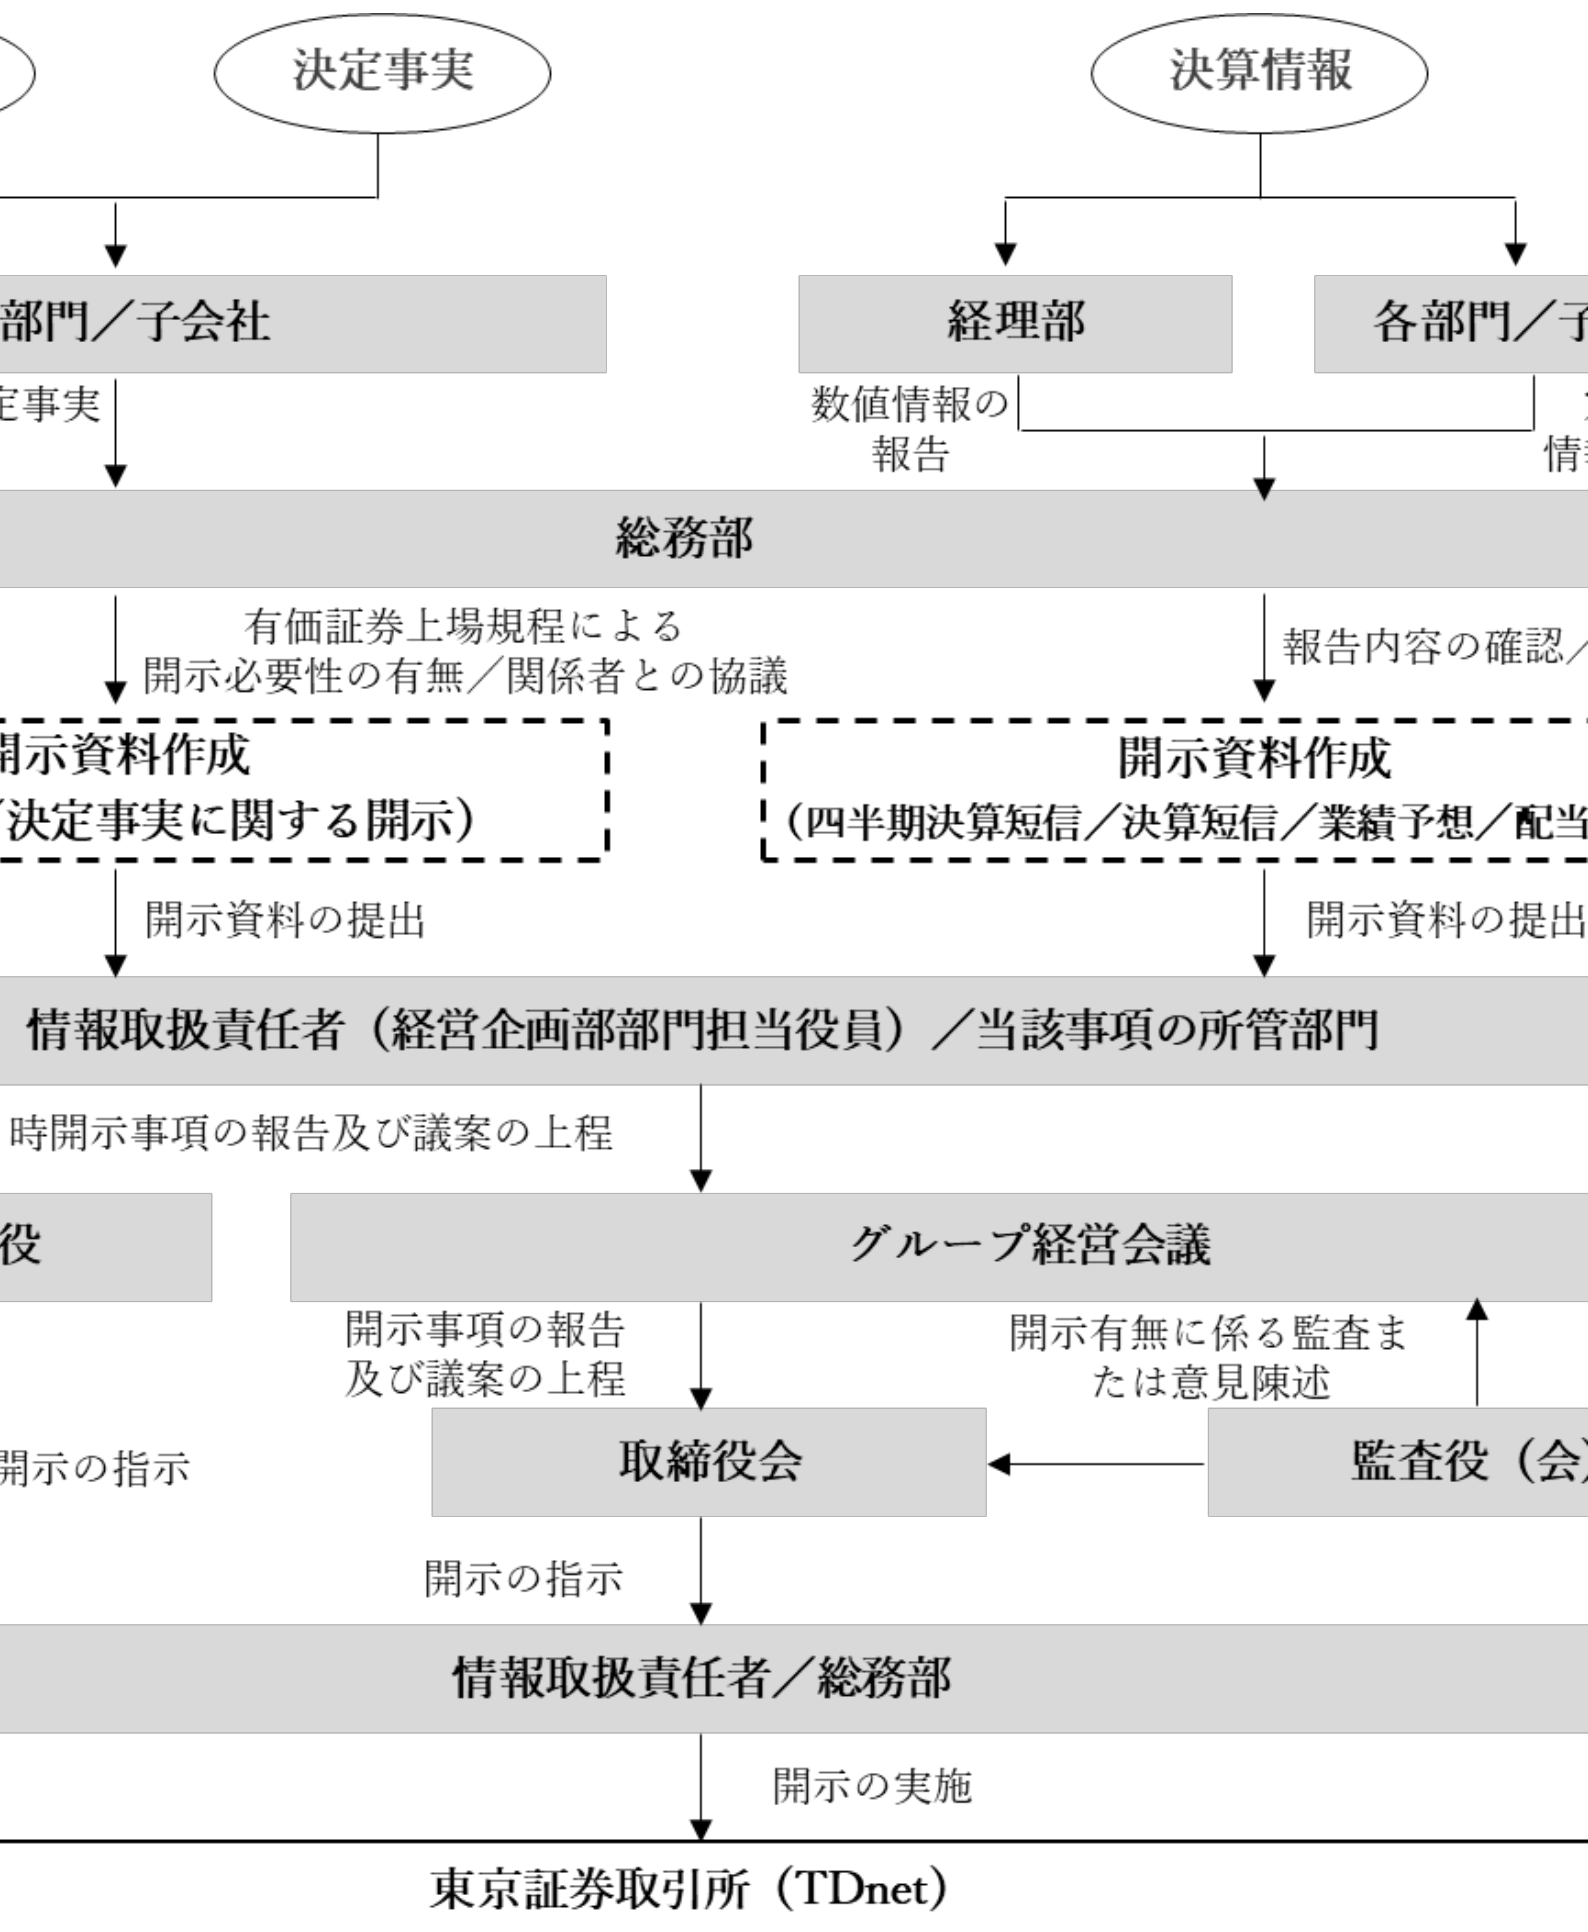 決定事実
決算情報
部門／子会社
経理部
各部門／子
定事実
数値情報の
報告
情
総務部
有価証券上場規程による
開示必要性の有無／関係者との協議
報告内容の確認／
開示資料作成
／決定事実に関する開示）
開示資料作成
（四半期決算短信／決算短信／業績予想／配当
開示資料の提出
開示資料の提出
情報取扱責任者（経営企画部部門担当役員）／当該事項の所管部門
時開示事項の報告及び議案の上程
役
グループ経営会議
開示事項の報告
及び議案の上程
開示有無に係る監査ま
たは意見陳述
開示の指示
取締役会
監査役（会）
開示の指示
情報取扱責任者／総務部
開示の実施
東京証券取引所（TDnet）